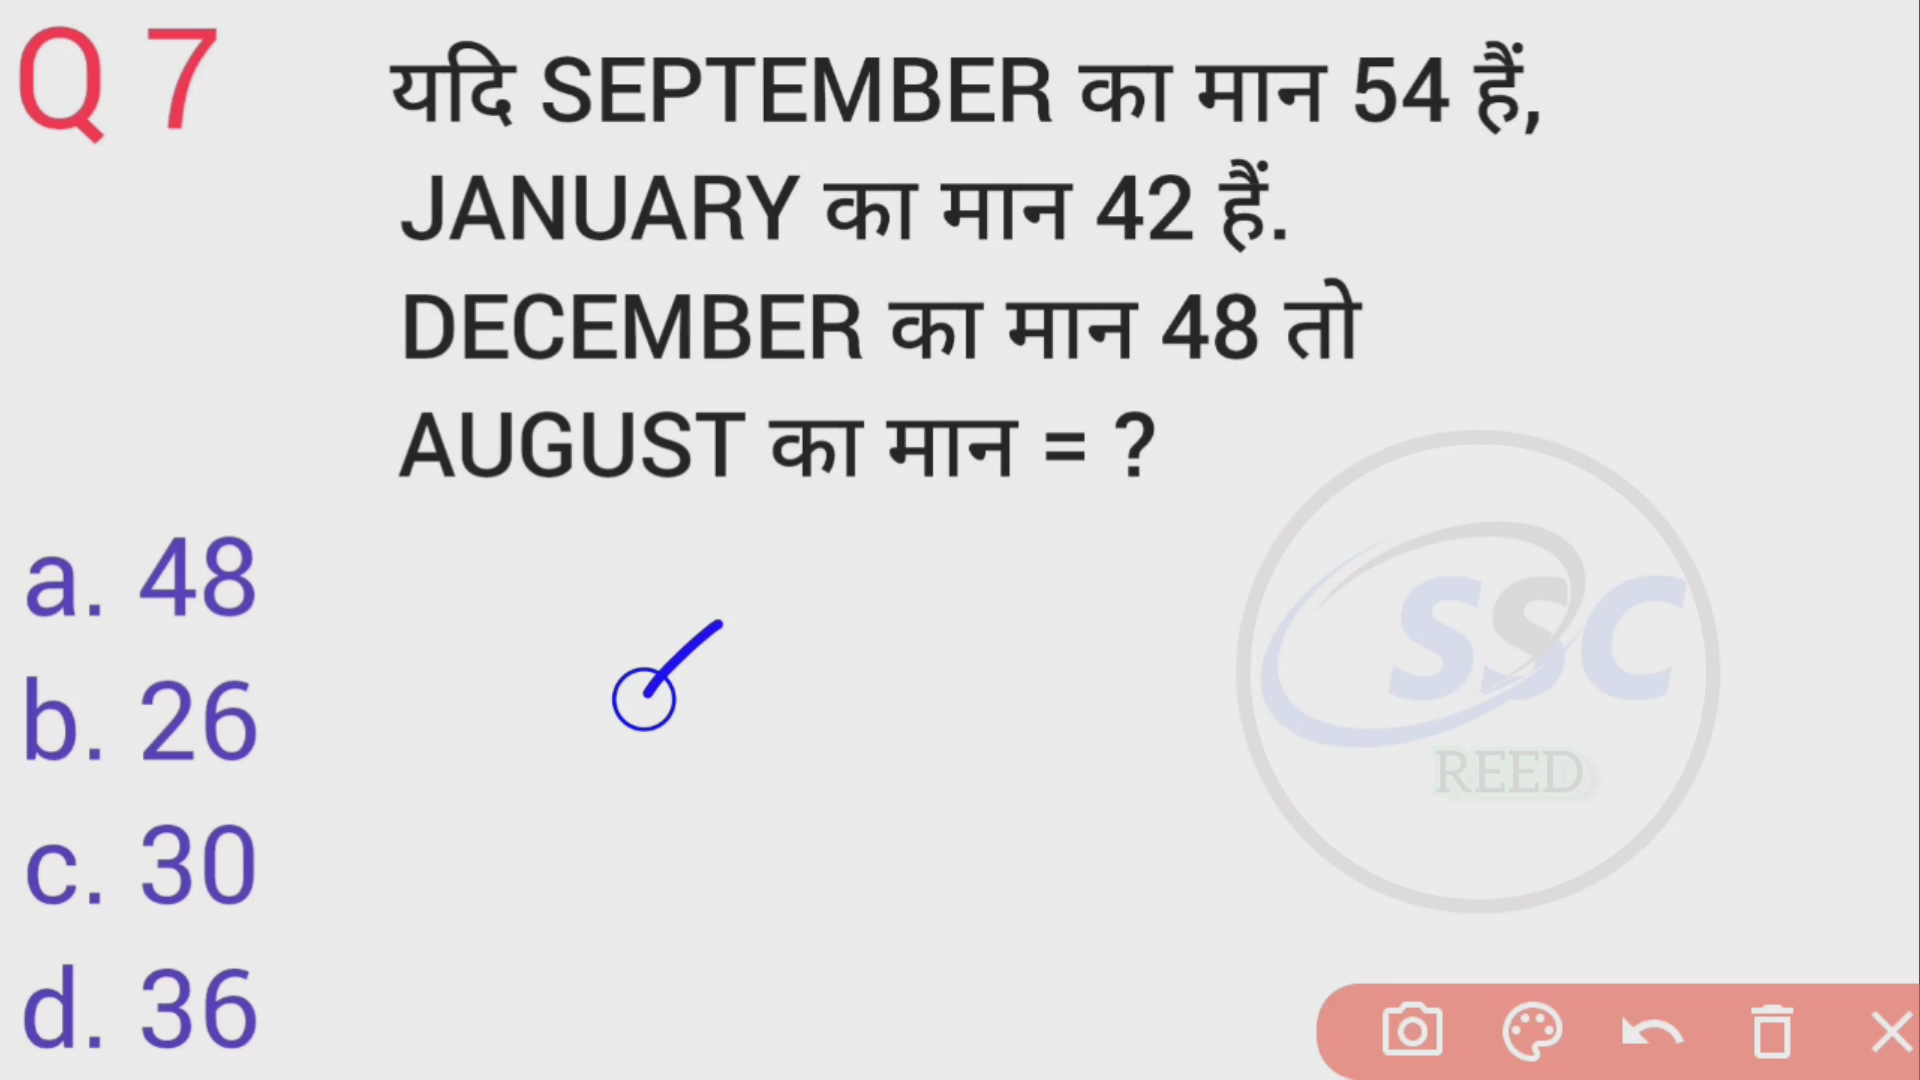 Q 7 यदि SEPTEMBER का मान 54 हैं,
JANUARY का मान 42 हैं.
DECEMBER का मान 48 तो
AUGUST का मान = ?
a. 48
b. 26
c. 30
d. 36
SSC
REED